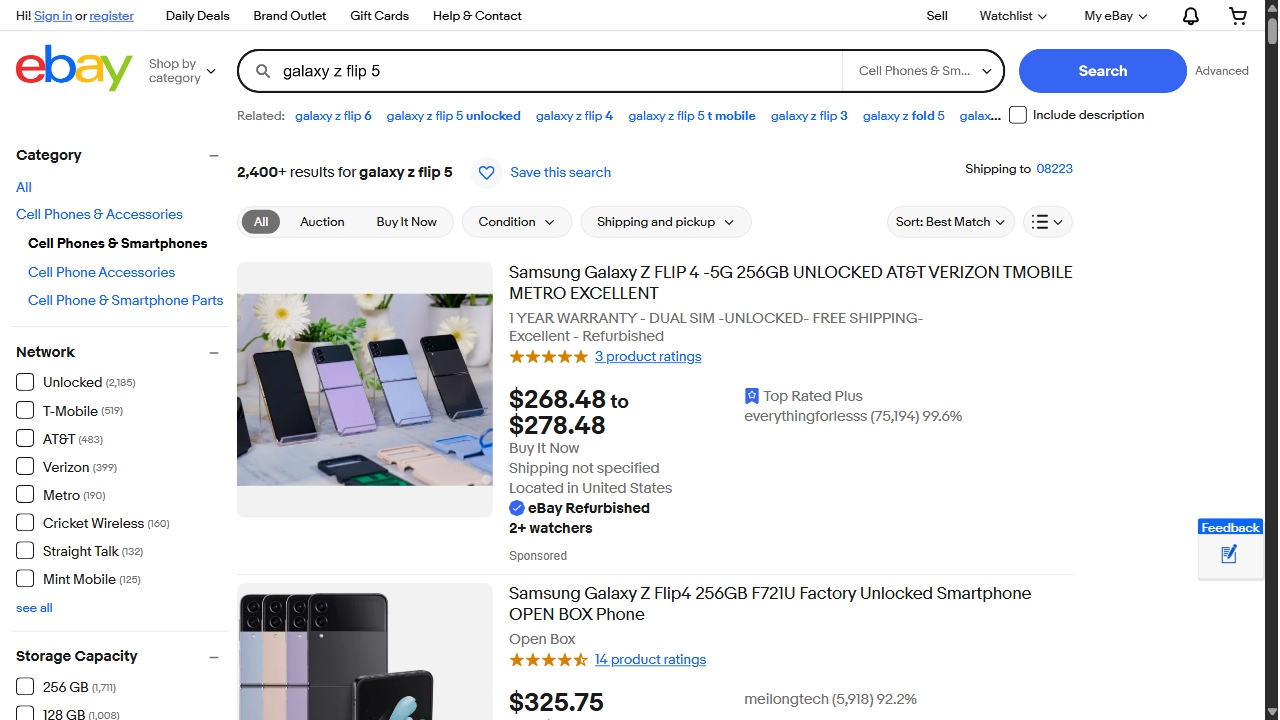 Hi! Sign in or register
Daily Deals
Brand Outlet
Gift Cards
Help & Contact
Sell
Watchlist
My eBay
ebay
Shop by
category
galaxy z flip 5
Cell Phones & Sm...
Search
Advanced
Related: galaxy z flip 6 galaxy z flip 5 unlocked galaxy z flip 4 galaxy z flip 5 t mobile galaxy z flip 3 galaxy z fold 5 galax...
Include description
Category
All
Cell Phones & Accessories
Cell Phones & Smartphones
Cell Phone Accessories
Cell Phone & Smartphone Parts
Network
Unlocked (2,185)
T-Mobile (519)
AT&T (483)
Verizon (399)
Metro (190)
Cricket Wireless (160)
Straight Talk (132)
Mint Mobile (125)
see all
Storage Capacity
256 GB (1,711)
128 GB (1,008)
2,400+ results for galaxy z flip 5
Save this search
Shipping to 08223
All
Auction
Buy It Now
Condition
Shipping and pickup
Sort: Best Match
Samsung Galaxy Z FLIP 4 -5G 256GB UNLOCKED AT&T VERIZON TMOBILE
METRO EXCELLENT
1 YEAR WARRANTY - DUAL SIM -UNLOCKED- FREE SHIPPING-
Excellent - Refurbished
3 product ratings
$268.48 to
$278.48
Buy It Now
Shipping not specified
Located in United States
eBay Refurbished
2+ watchers
Sponsored
Top Rated Plus
everythingforlesss (75,194) 99.6%
Samsung Galaxy Z Flip4 256GB F721U Factory Unlocked Smartphone
OPEN BOX Phone
Open Box
14 product ratings
$325.75
meilongtech (5,918) 92.2%
Feedback